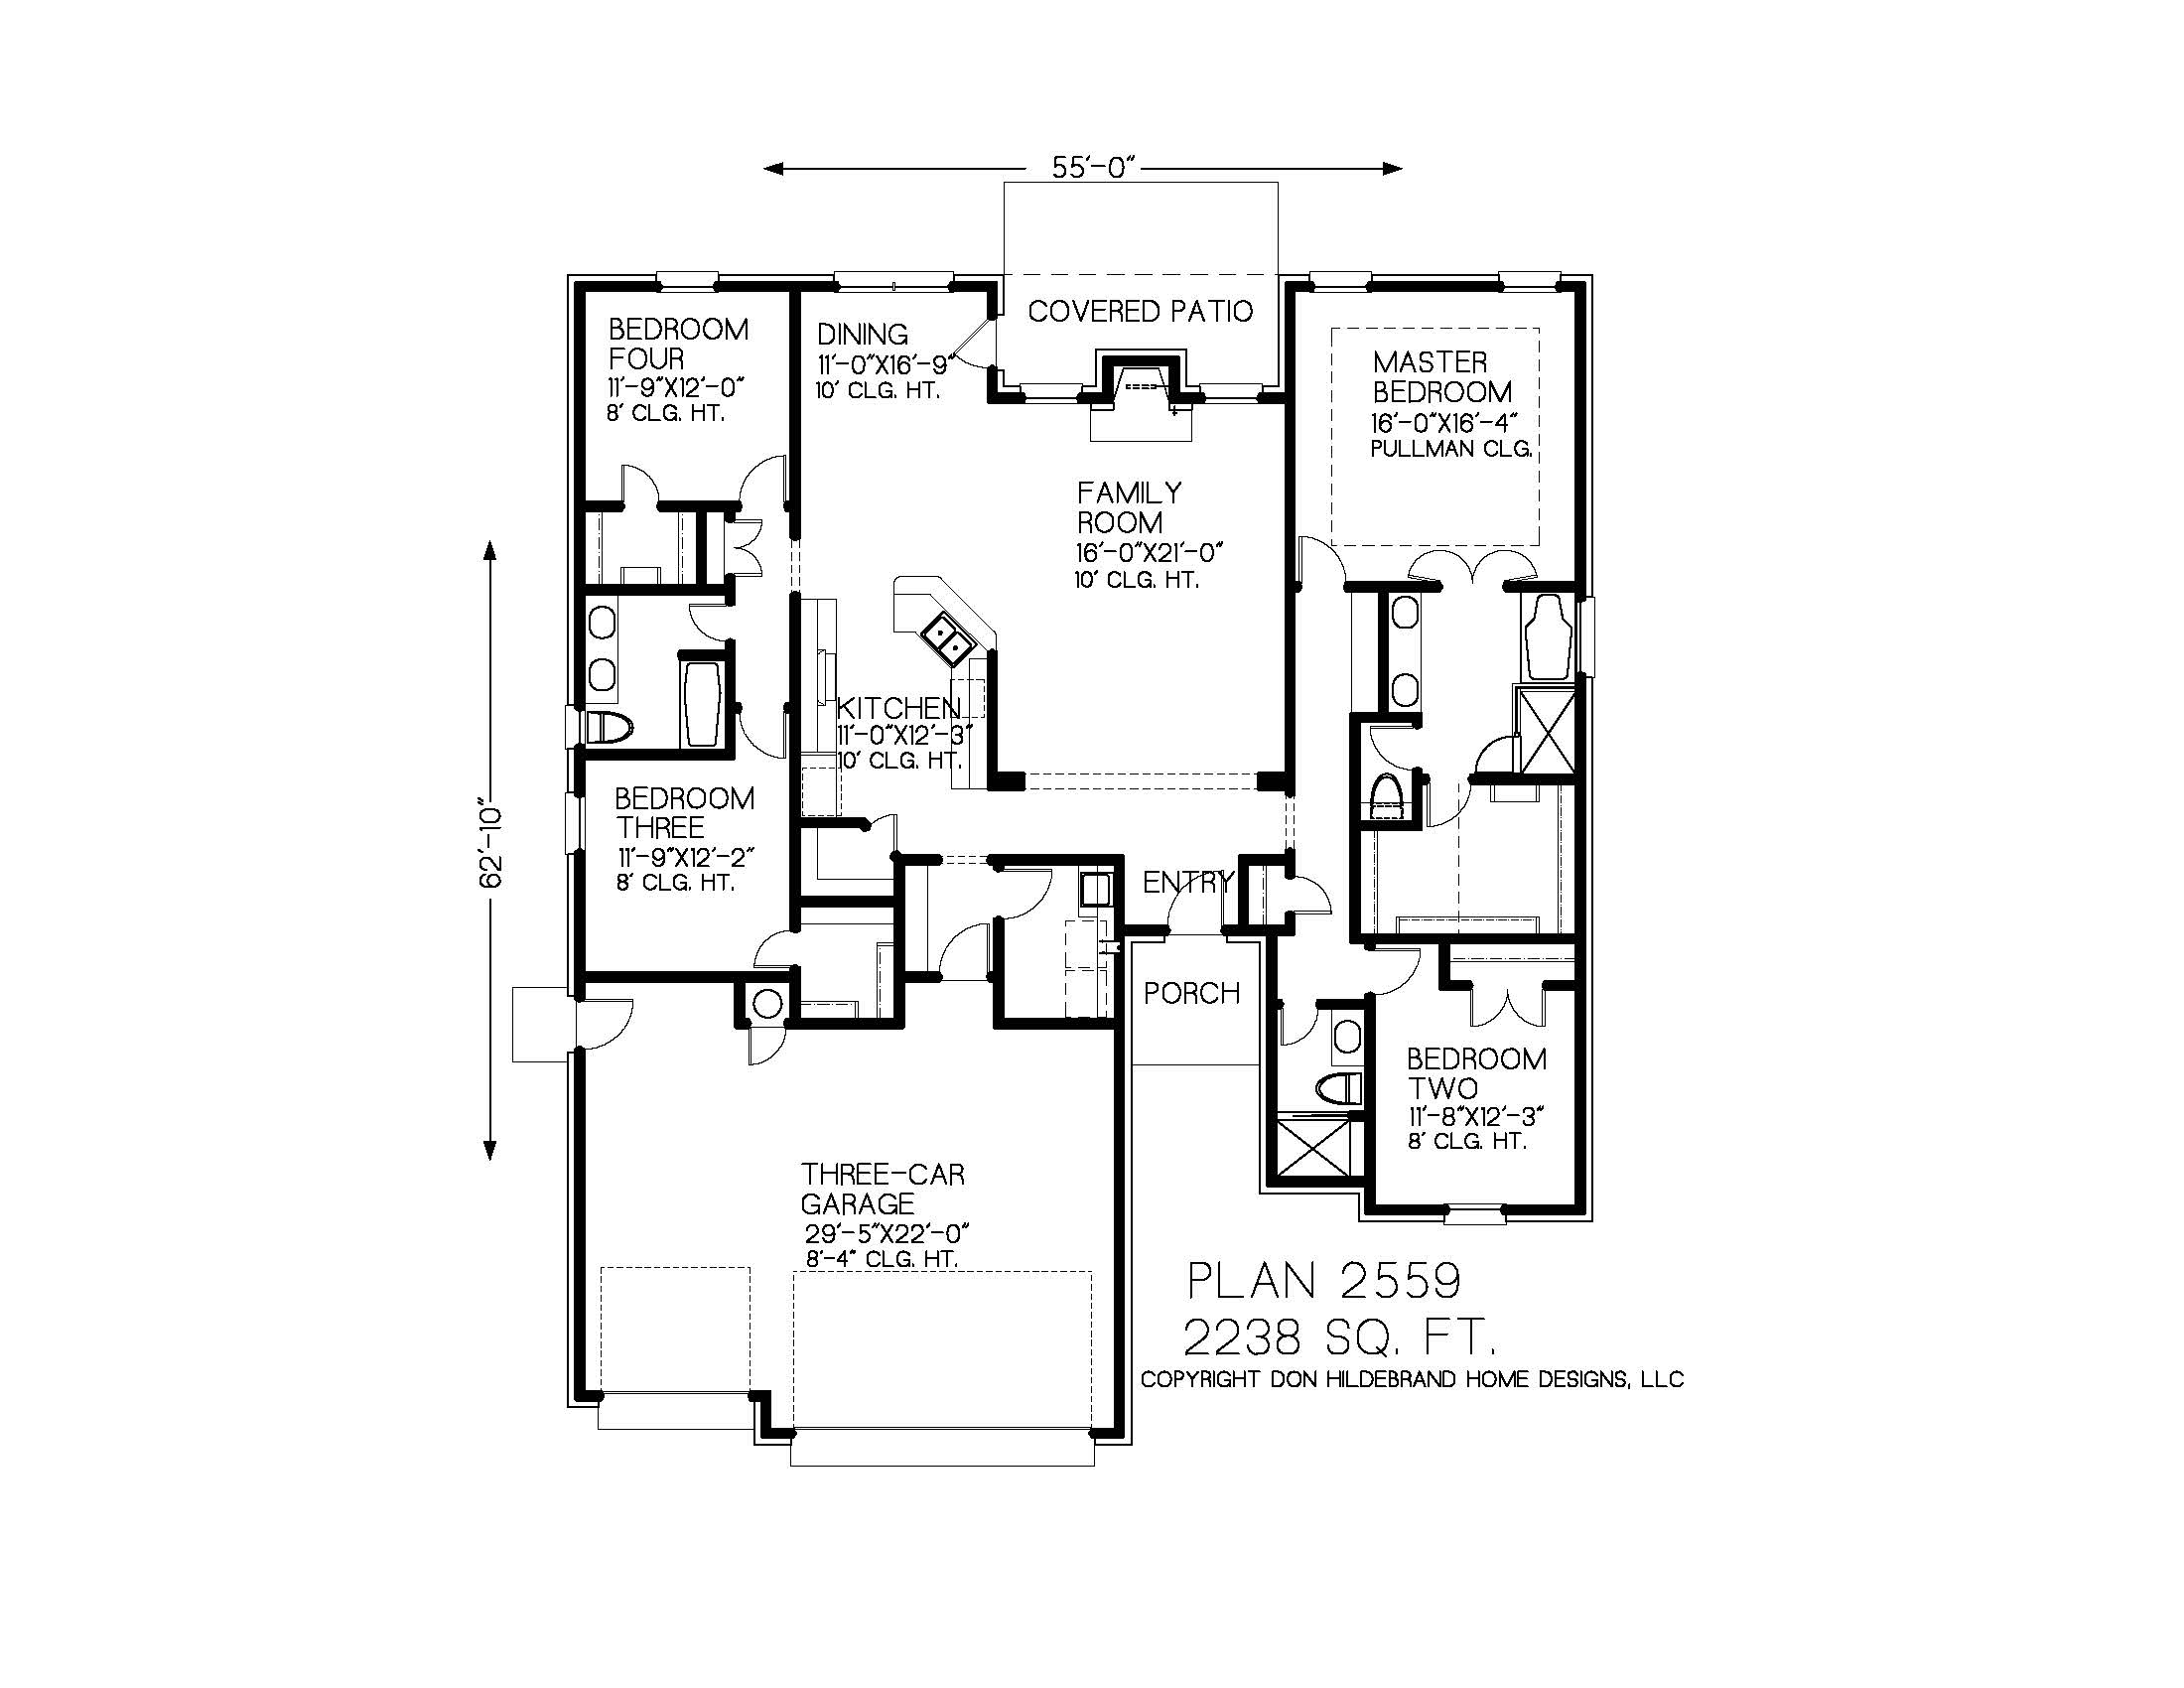 55'-0"
COVERED PATIO
BEDROOM
FOUR
11'-9"X12'-0"
8' CLG. HT.
DINING
11'-0"X16'-9"
10' CLG. HT.
MASTER
BEDROOM
16'-0"X16'-4"
PULLMAN CLG.
FAMILY
ROOM
16'-0"X21'-0"
10' CLG. HT.
KITCHEN
11'-0"X12'-3"
10' CLG. HT.
62'-10"
BEDROOM
THREE
11'-9"X12'-2"
8' CLG. HT.
ENTRY
PORCH
BEDROOM
TWO
11'-8"X12'-3"
8' CLG. HT.
THREE-CAR
GARAGE
29'-5"X22'-0"
8'-4" CLG. HT.
PLAN 2559
2238 SQ. FT.
COPYRIGHT DON HILDEBRAND HOME DESIGNS, LLC